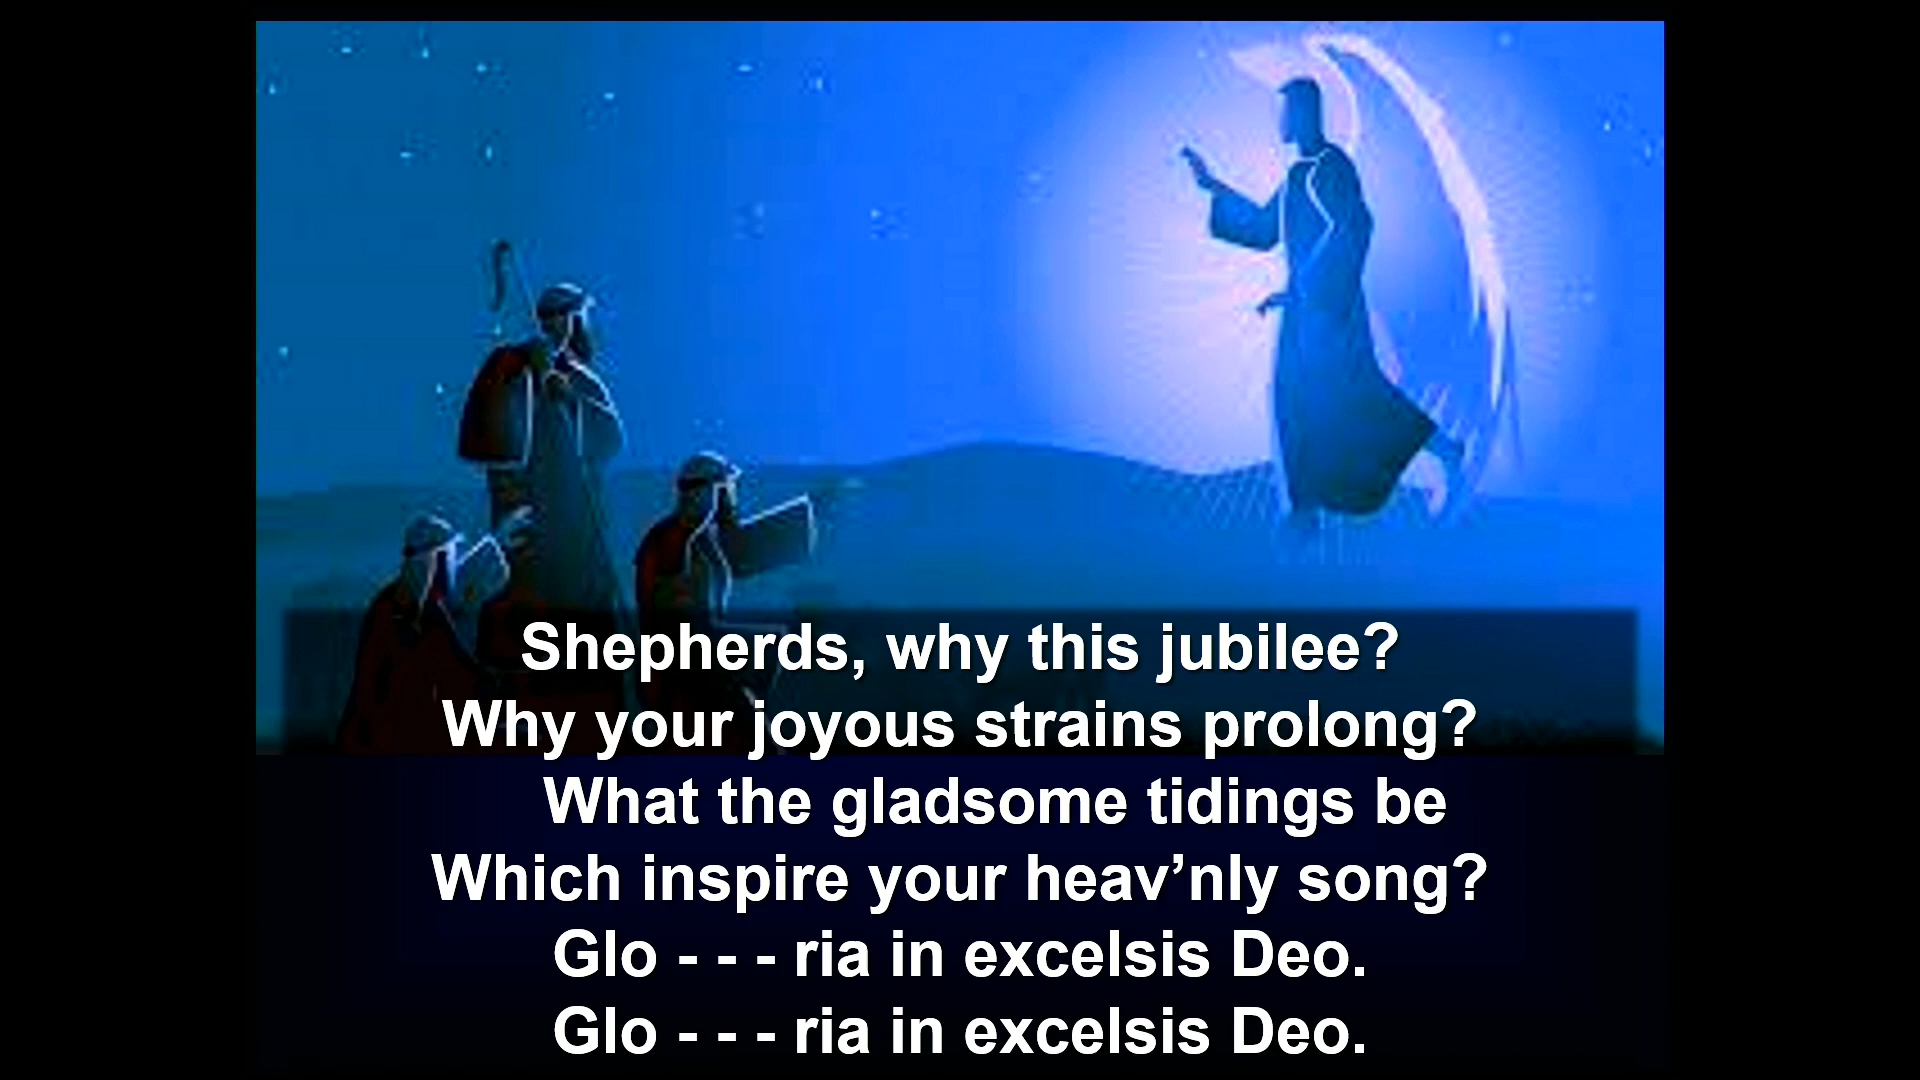 Shepherds, why this jubilee?
Why your joyous strains prolong?
What the gladsome tidings be
Which inspire your heav’nly song?
Glo - - - ria in excelsis Deo.
Glo - - - ria in excelsis Deo.